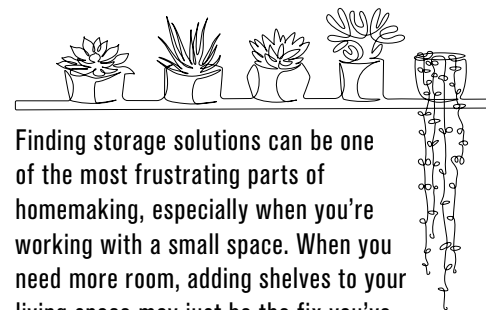 Finding storage solutions can be one
of the most frustrating parts of
homemaking, especially when you're
working with a small space. When you
need more room, adding shelves to your
living space may just be the fix you've